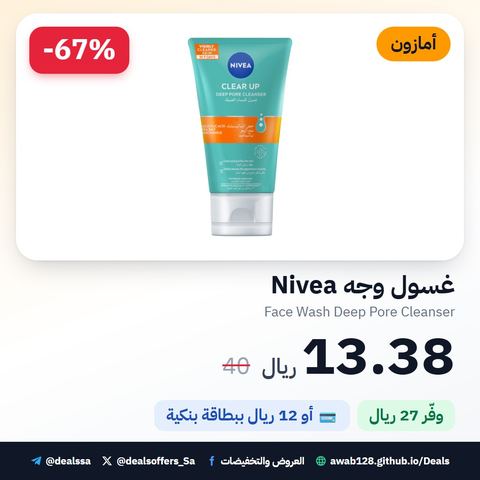 -67%
أمازون
NIVEA
CLEAR UP
DEEP PORE CLEANSER
غسول وجه Nivea
Face Wash Deep Pore Cleanser
13.38 ريال 40
وفّر 27 ريال
أو 12 ريال ببطاقة بنكية
@dealssa @dealsoffers_Sa العروض والتخفيضات awab128.github.io/Deals